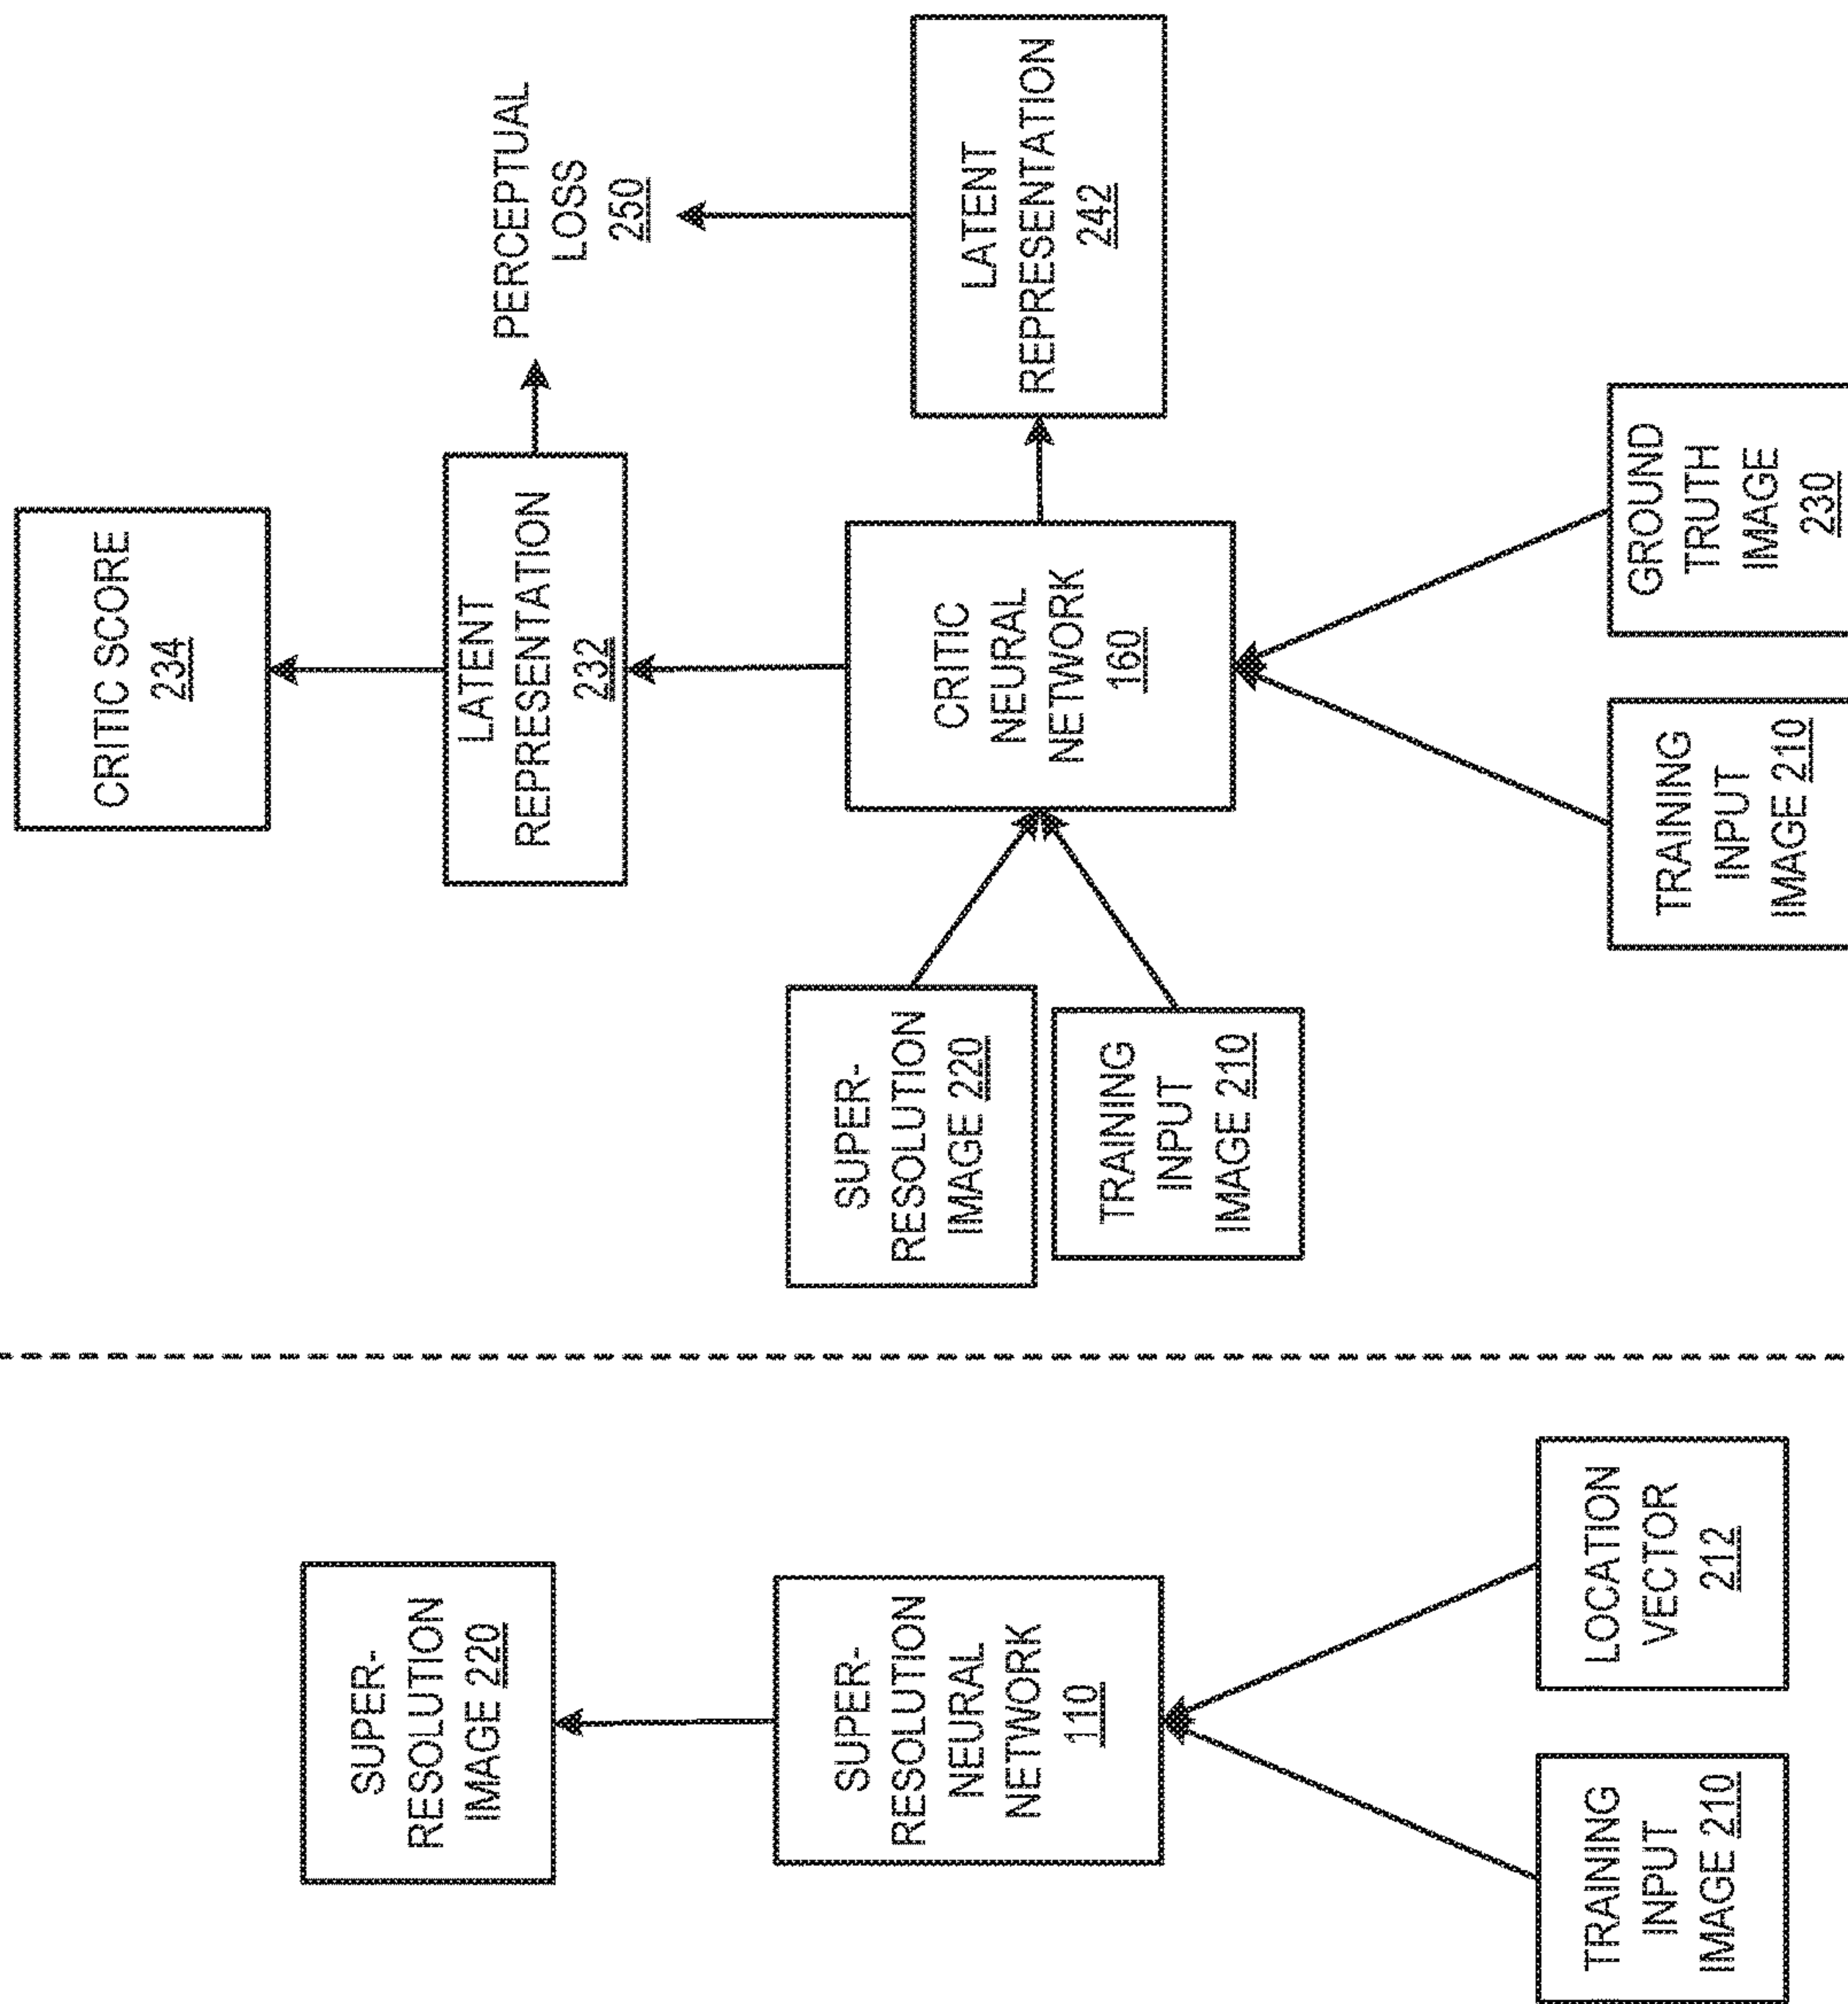 SUPER-
RESOLUTION
IMAGE 220
SUPER-
RESOLUTION
NEURAL
NETWORK
110
TRAINING
INPUT
IMAGE 210
LOCATION
VECTOR
212
CRITIC SCORE
234
LATENT
REPRESENTATION
232
PERCEPTUAL
LOSS
250
SUPER-
RESOLUTION
IMAGE 220
TRAINING
INPUT
IMAGE 210
CRITIC
NEURAL
NETWORK
160
LATENT
REPRESENTATION
242
TRAINING
INPUT
IMAGE 210
GROUND
TRUTH
IMAGE
230